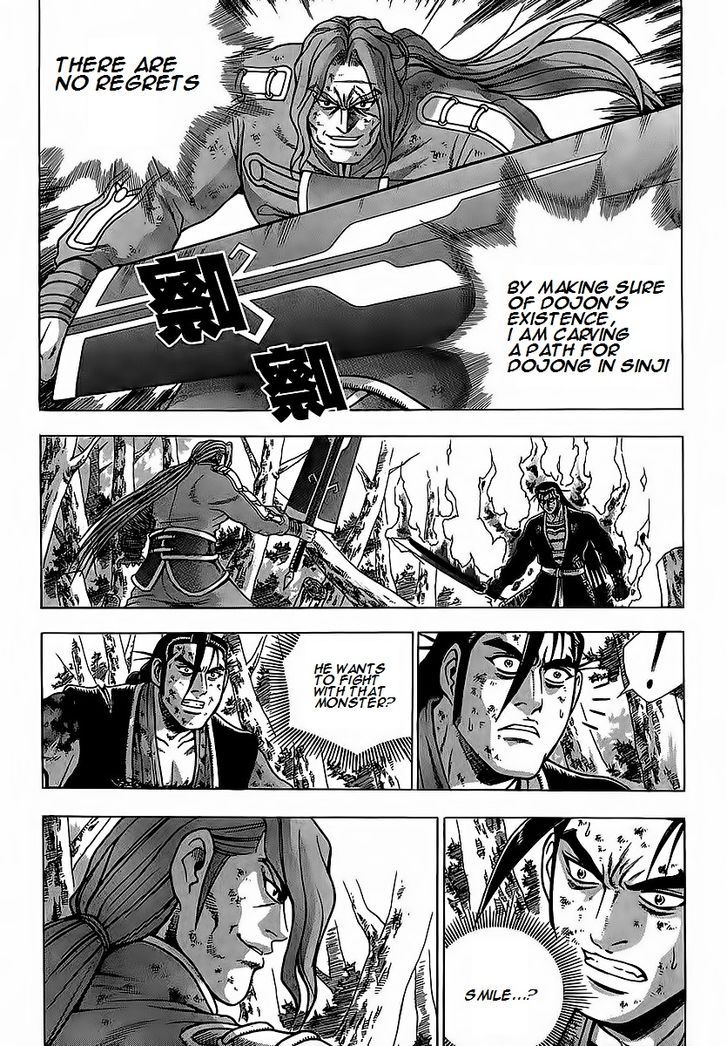 THERE ARE
NO REGRETS
BY MAKING SURE
OF DOJON'S
EXISTENCE,
I AM CARVING
A PATH FOR
DOJONG IN SINJI
HE WANTS
TO FIGHT
WITH THAT
MONSTER?
!
SMILE...?